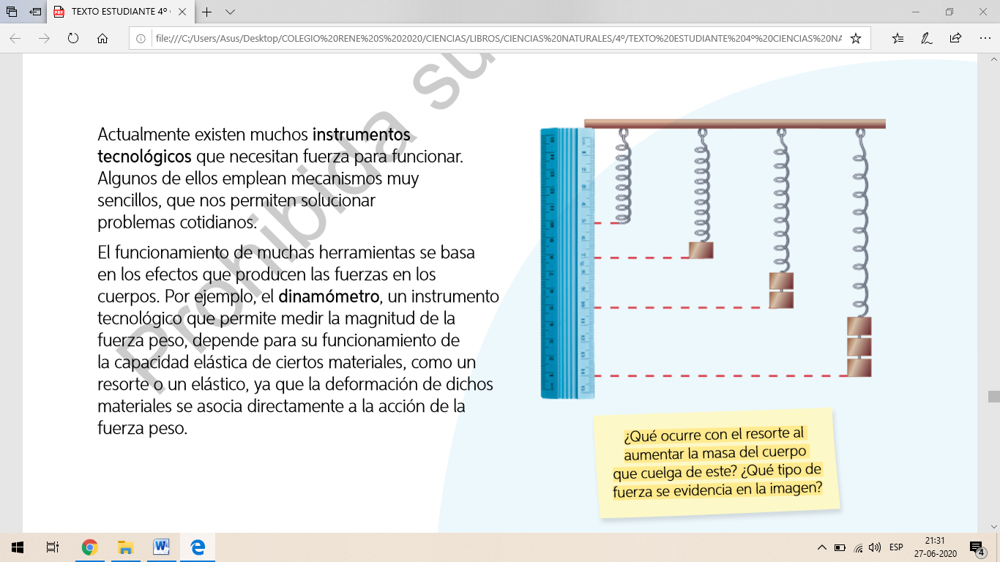 TEXTO ESTUDIANTE 4º
file:///C:/Users/Asus/Desktop/COLEGIO%20RENE%20S%202020/CIENCIAS/LIBROS/CIENCIAS%20NATURALES/4º/TEXTO%20ESTUDIANTE%204º%20CIENCIAS%20NA
Prohibida su
Actualmente existen muchos instrumentos
tecnológicos que necesitan fuerza para funcionar.
Algunos de ellos emplean mecanismos muy
sencillos, que nos permiten solucionar
problemas cotidianos.
El funcionamiento de muchas herramientas se basa
en los efectos que producen las fuerzas en los
cuerpos. Por ejemplo, el dinamómetro, un instrumento
tecnológico que permite medir la magnitud de la
fuerza peso, depende para su funcionamiento de
la capacidad elástica de ciertos materiales, como un
resorte o un elástico, ya que la deformación de dichos
materiales se asocia directamente a la acción de la
fuerza peso.
¿Qué ocurre con el resorte al
aumentar la masa del cuerpo
que cuelga de este? ¿Qué tipo de
fuerza se evidencia en la imagen?
ESP
21:31
27-06-2020
4